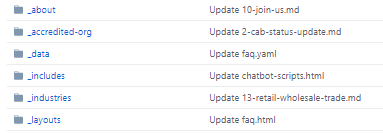 _about Update 10-join-us.md
_accredited-org Update 2-cab-status-update.md
_data Update faq.yaml
_includes Update chatbot-scripts.html
_industries Update 13-retail-wholesale-trade.md
_layouts Update faq.html